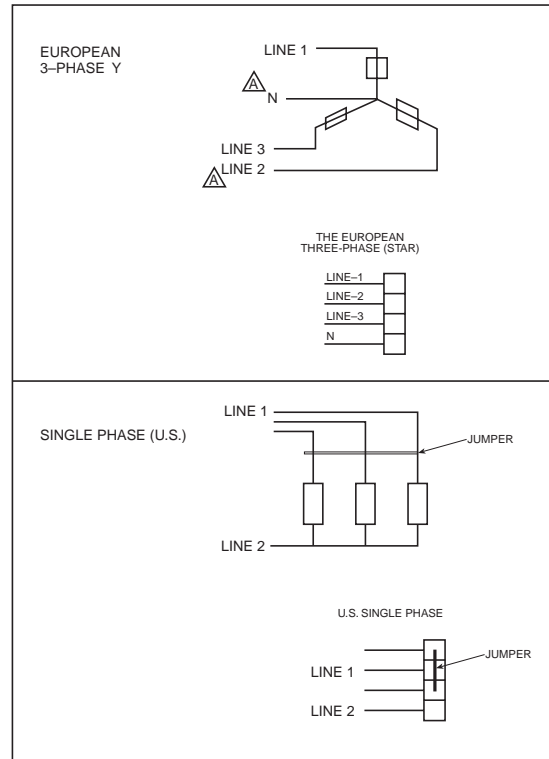 EUROPEAN
3–PHASE Y
LINE 1
A
N
LINE 3
A
LINE 2
THE EUROPEAN
THREE-PHASE (STAR)
LINE–1
LINE–2
LINE–3
N
SINGLE PHASE (U.S.)
LINE 1
JUMPER
LINE 2
U.S. SINGLE PHASE
JUMPER
LINE 1
LINE 2